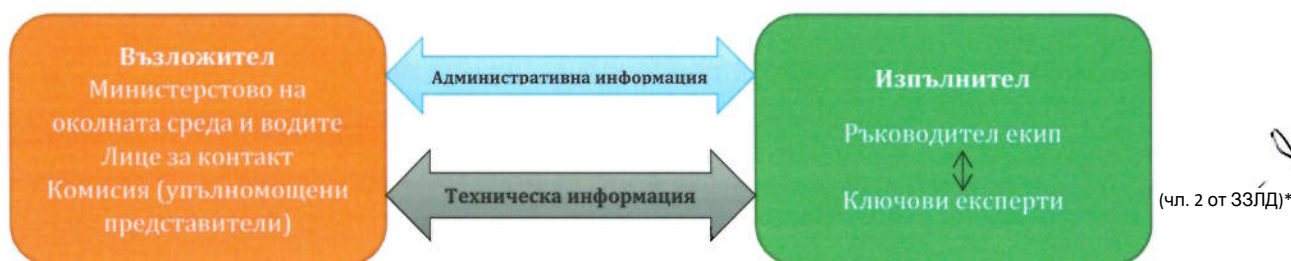 Възложител
Министерстово на
околната среда и водите
Лице за контакт
Комисия (упълномощени
представители)
Административна информация
Техническа информация
Изпълнител
Ръководител екип
Ключови експерти
(чл. 2 от ЗЗЛД)*